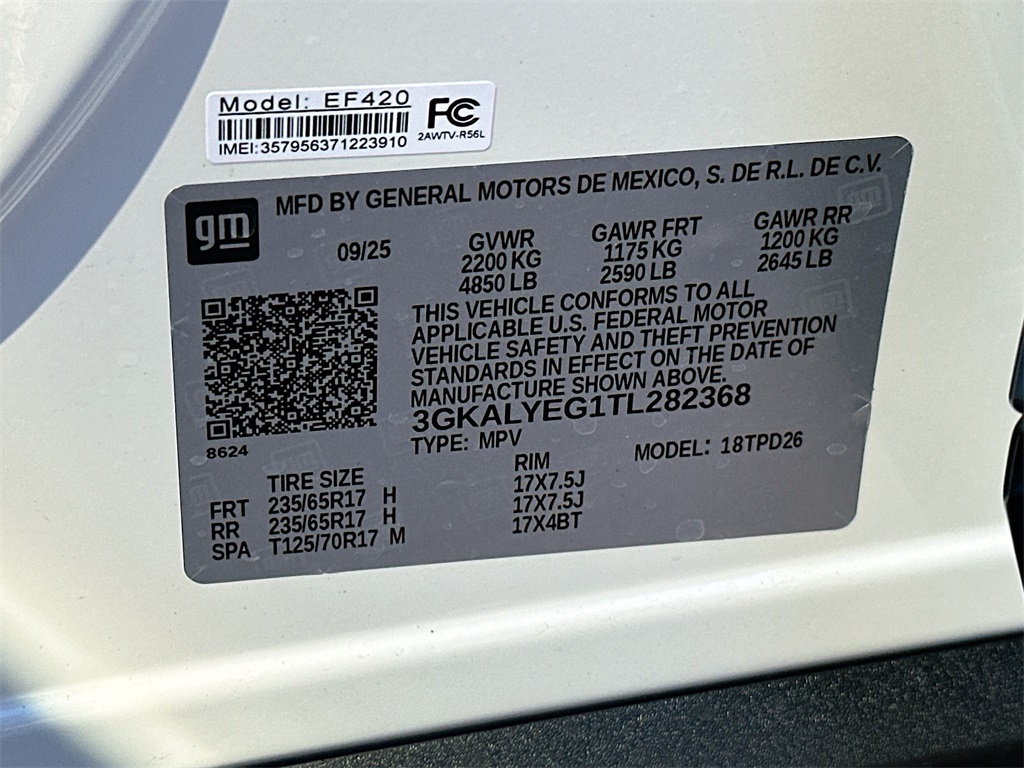 Model: EF420
FC
IMEI:357956371223910
2AWTV-R56L
MFD BY GENERAL MOTORS DE MEXICO, S. DE R.L. DE C.V.
gm
09/25
GVWR
2200 KG
4850 LB
GAWR FRT
1175 KG
2590 LB
GAWR RR
1200 KG
2645 LB
THIS VEHICLE CONFORMS TO ALL
APPLICABLE U.S. FEDERAL MOTOR
VEHICLE SAFETY AND THEFT PREVENTION
STANDARDS IN EFFECT ON THE DATE OF
MANUFACTURE SHOWN ABOVE.
3GKALYEG1TL282368
TYPE: MPV
MODEL: 18TPD26
8624
TIRE SIZE RIM
FRT 235/65R17 H 17X7.5J
RR 235/65R17 H 17X7.5J
SPA T125/70R17 M 17X4BT